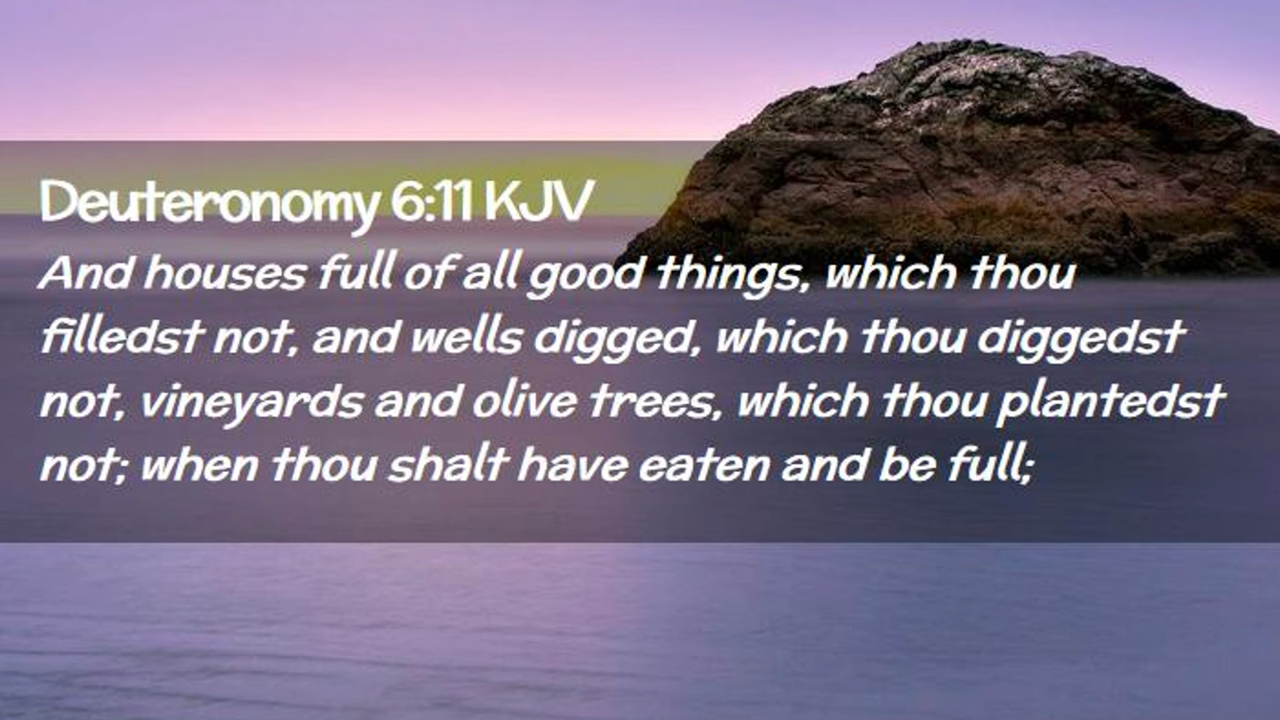 Deuteronomy 6:11 KJV
And houses full of all good things, which thou
filledst not, and wells digged, which thou diggedst
not, vineyards and olive trees, which thou plantedst
not; when thou shalt have eaten and be full;